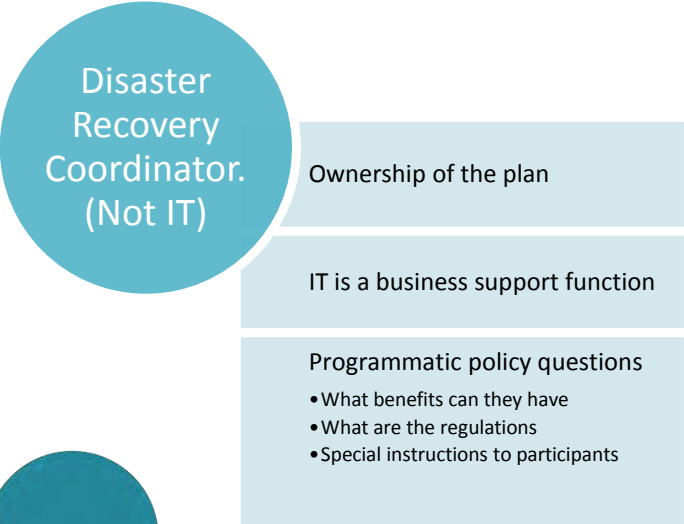 Disaster
Recovery
Coordinator.
(Not IT)
Ownership of the plan
IT is a business support function
Programmatic policy questions
•What benefits can they have
•What are the regulations
•Special instructions to participants